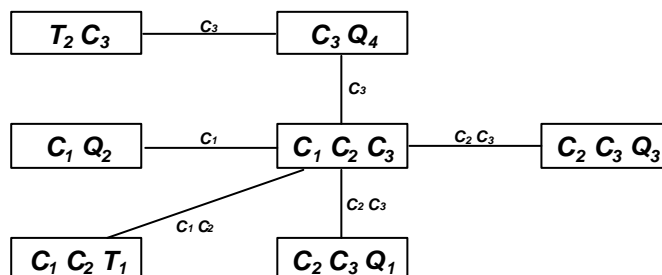 T₂ C₃ C₃ C₃ Q₄
C₃
C₁ Q₂ C₁ C₁ C₂ C₃ C₂ C₃ C₂ C₃ Q₃
C₁ C₂ C₂ C₃
C₁ C₂ T₁ C₂ C₃ Q₁